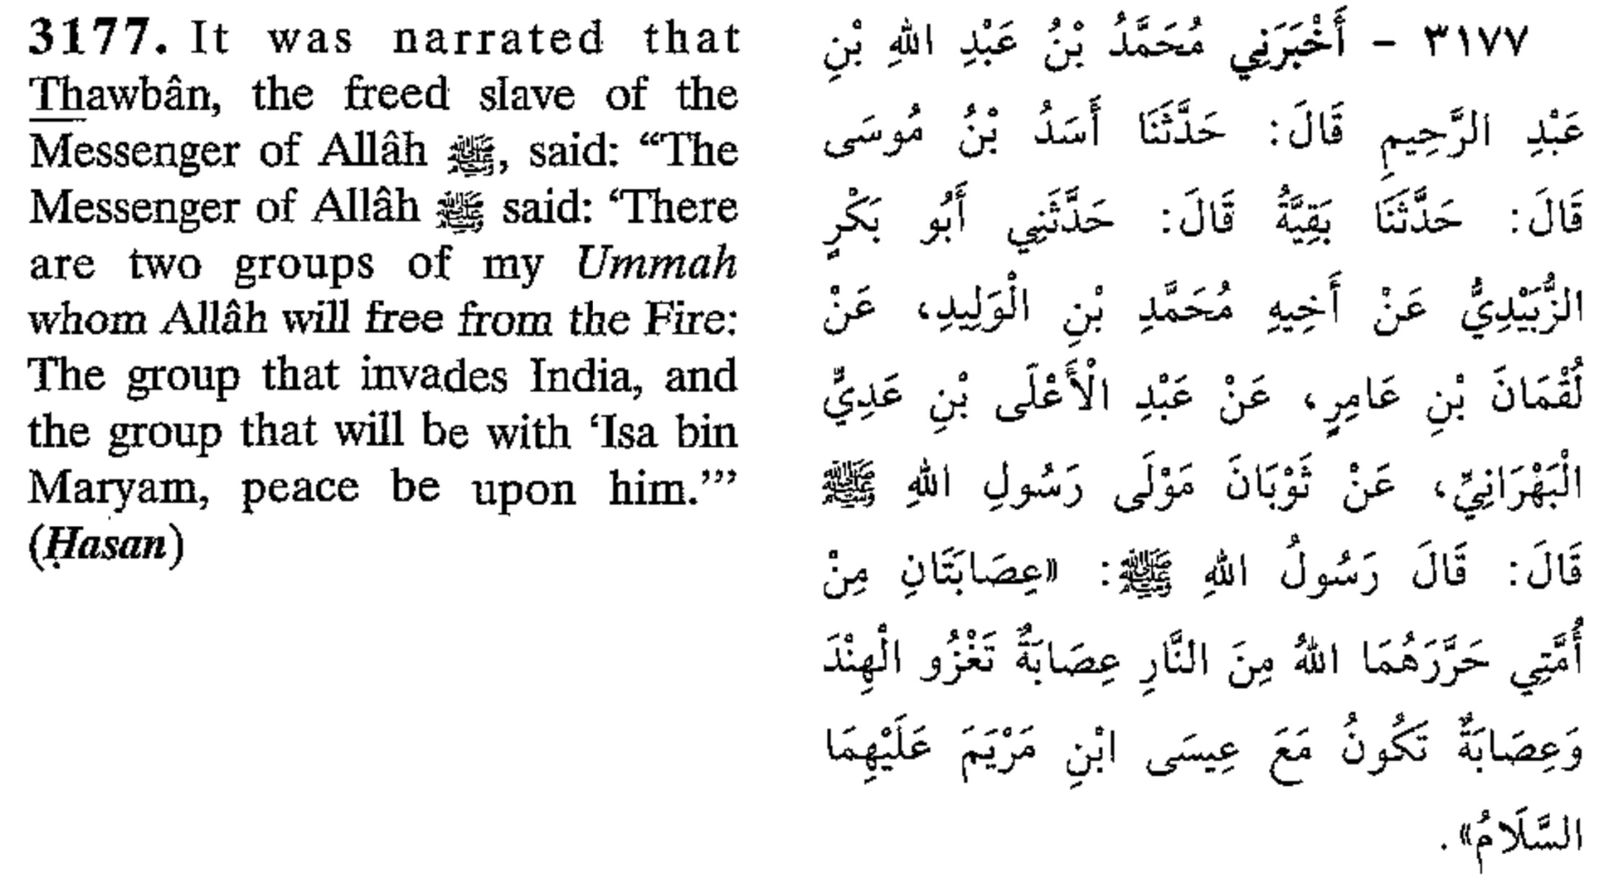 3177. It was narrated that
Thawbân, the freed slave of the
Messenger of Allâh ﷺ, said: “The
Messenger of Allâh ﷺ said: ‘There
are two groups of my Ummah
whom Allâh will free from the Fire:
The group that invades India, and
the group that will be with ‘Isa bin
Maryam, peace be upon him.’”
(Ḥasan)
٣١٧٧ - أَخْبَرَنِي مُحَمَّدُ بْنُ عَبْدِ اللهِ بْنِ
عَبْدِ الرَّحِيمِ قَالَ: حَدَّثَنَا أَسَدُ بْنُ مُوسَى
قَالَ: حَدَّثَنَا بَقِيَّةُ قَالَ: حَدَّثَنِي أَبُو بَكْرٍ
الزُّبَيْدِيُّ عَنْ أَخِيهِ مُحَمَّدِ بْنِ الْوَلِيدِ، عَنْ
لُقْمَانَ بْنِ عَامِرٍ، عَنْ عَبْدِ الْأَعْلَى بْنِ عَدِيٍّ
الْبَهْرَانِيِّ، عَنْ ثَوْبَانَ مَوْلَى رَسُولِ اللهِ ﷺ
قَالَ: قَالَ رَسُولُ اللهِ ﷺ: «عِصَابَتَانِ مِنْ
أُمَّتِي حَرَّرَهُمَا اللهُ مِنَ النَّارِ عِصَابَةٌ تَغْزُو الْهِنْدَ
وَعِصَابَةٌ تَكُونُ مَعَ عِيسَى ابْنِ مَرْيَمَ عَلَيْهِمَا
السَّلَامُ».